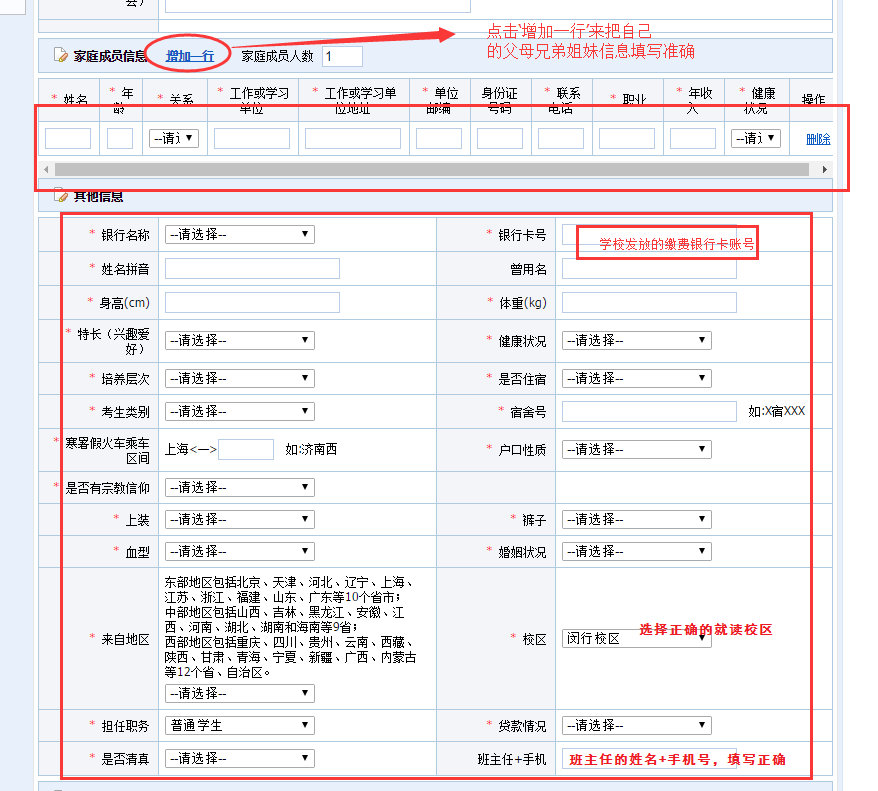 会）
点击'增加一行'来把自己
的父母兄弟姐妹信息填写准确
家庭成员信息 增加一行 家庭成员人数 1
* 姓名 * 年龄 * 关系 * 工作或学习单位 * 工作或学习单位地址 * 单位邮编 身份证号码 * 联系电话 * 职业 * 年收入 * 健康状况 操作
--请选 --请选 删除
其他信息
* 银行名称 --请选择-- * 银行卡号 学校发放的缴费银行卡账号
* 姓名拼音 曾用名
* 身高(cm) * 体重(kg)
* 特长（兴趣爱好） --请选择-- * 健康状况 --请选择--
* 培养层次 --请选择-- * 是否住宿 --请选择--
* 考生类别 --请选择-- * 宿舍号 如:X宿XXX
* 寒暑假火车乘车区间 上海<—> 如:济南西 * 户口性质 --请选择--
* 是否有宗教信仰 --请选择--
* 上装 --请选择-- * 裤子 --请选择--
* 血型 --请选择-- * 婚姻状况 --请选择--
东部地区包括北京、天津、河北、辽宁、上海、
江苏、浙江、福建、山东、广东等10个省市；
中部地区包括山西、吉林、黑龙江、安徽、江
西、河南、湖北、湖南和海南等9省；
* 来自地区 西部地区包括重庆、四川、贵州、云南、西藏、 * 校区 闵行校区 选择正确的就读校区
陕西、甘肃、青海、宁夏、新疆、广西、内蒙古
等12个省、自治区。
--请选择--
* 担任职务 普通学生 * 贷款情况 --请选择--
* 是否清真 --请选择-- 班主任+手机 班主任的姓名+手机号，填写正确